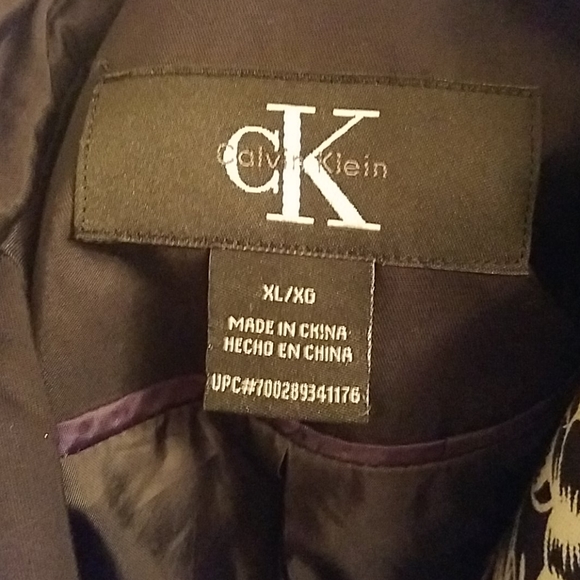 cK
Calvin Klein
XL/XG
MADE IN CHINA
HECHO EN CHINA
UPC#700289341176